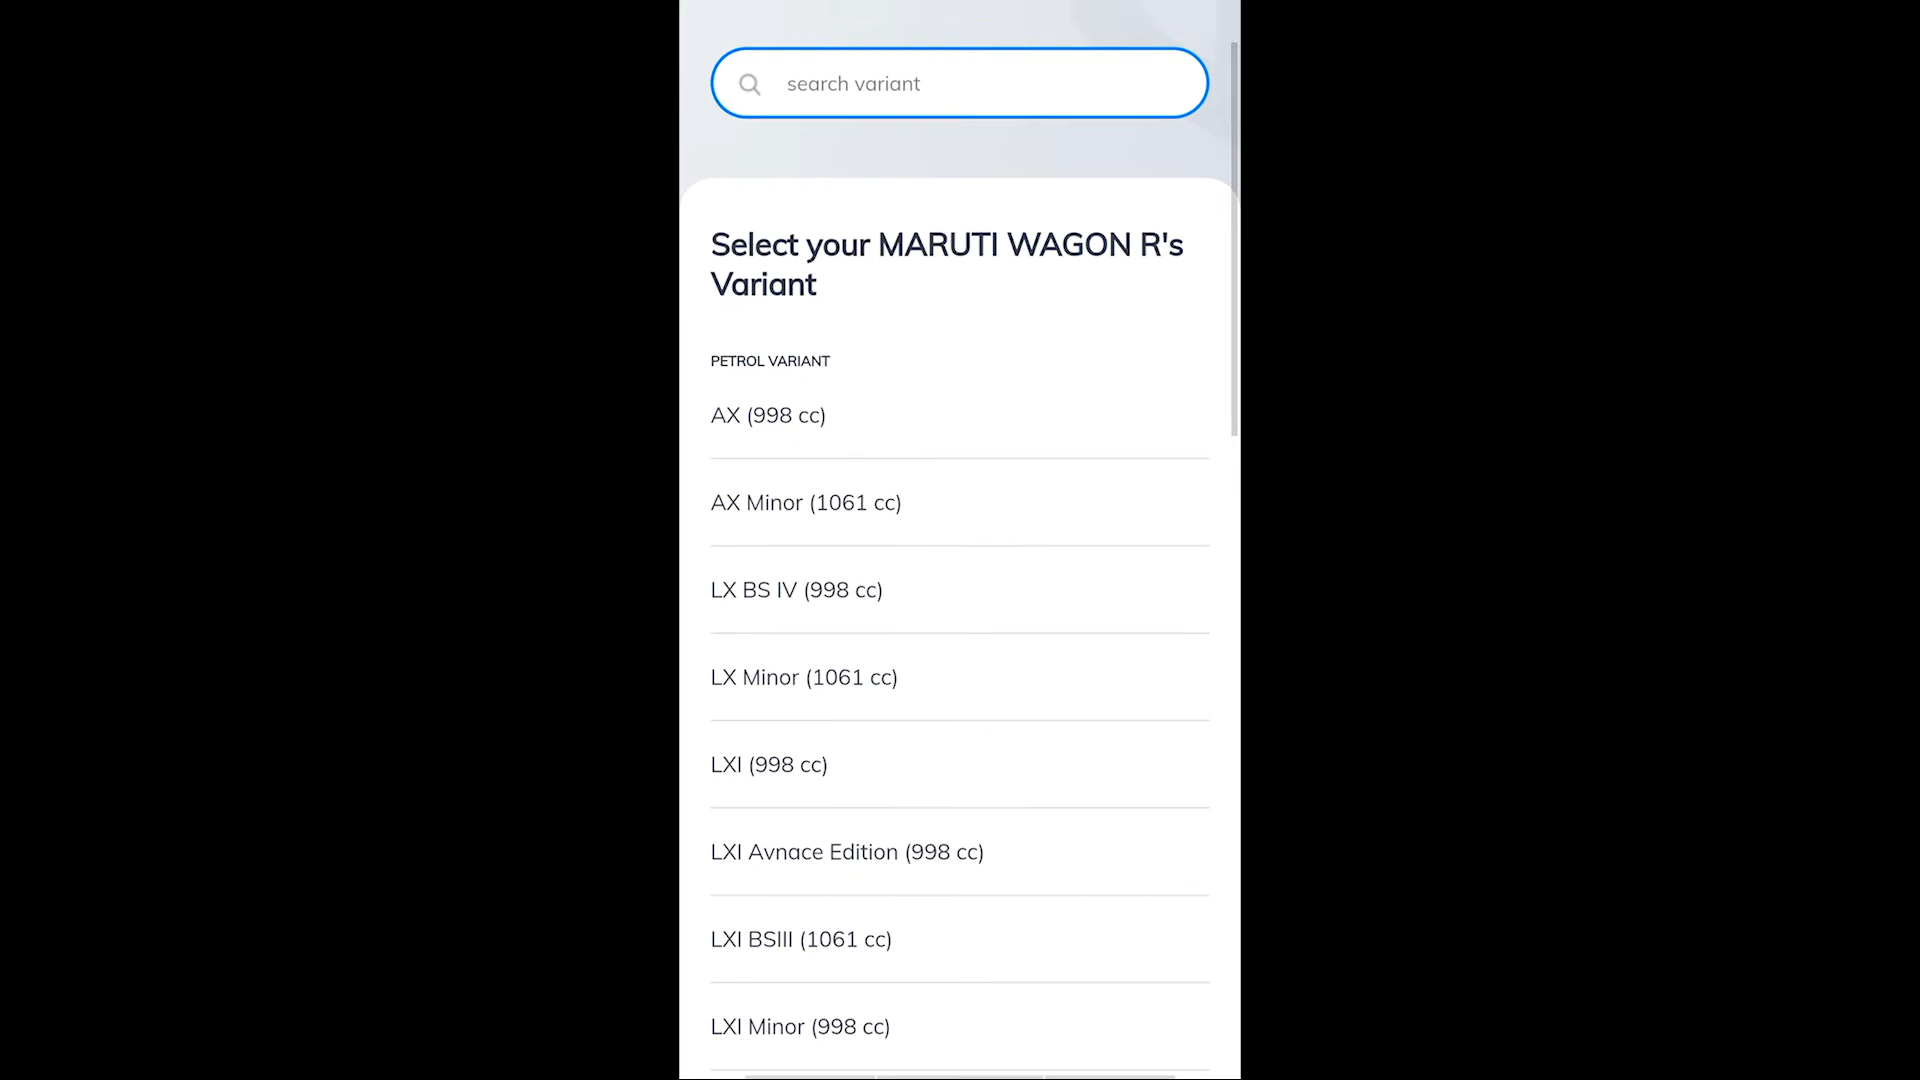 search variant
Select your MARUTI WAGON R's
Variant
PETROL VARIANT
AX (998 cc)
AX Minor (1061 cc)
LX BS IV (998 cc)
LX Minor (1061 cc)
LXI (998 cc)
LXI Avnace Edition (998 cc)
LXI BSIII (1061 cc)
LXI Minor (998 cc)